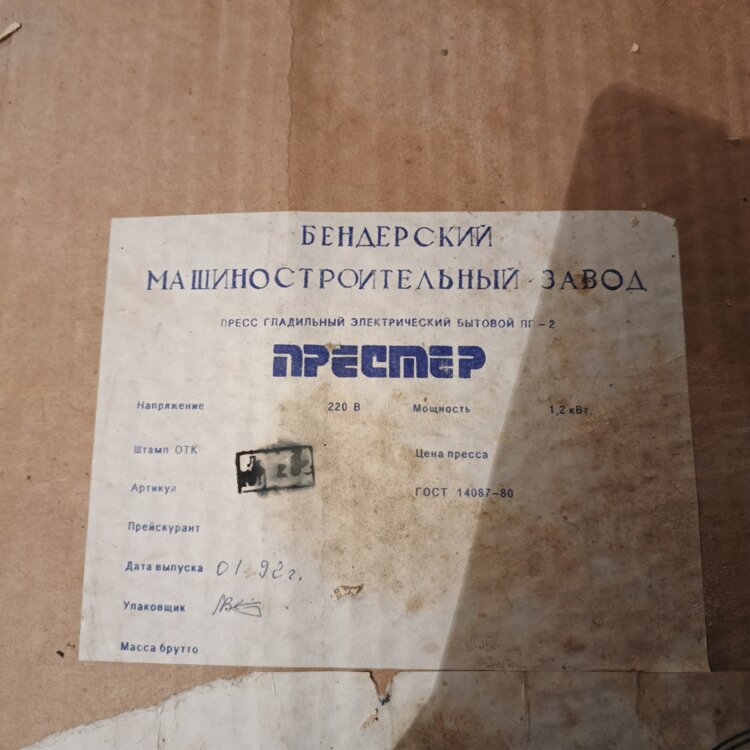 БЕНДЕРСКИЙ
МАШИНОСТРОИТЕЛЬНЫЙ ЗАВОД
ПРЕСС ГЛАДИЛЬНЫЙ ЭЛЕКТРИЧЕСКИЙ БЫТОВОЙ ПГ-2
ПРЕСТЕР
Напряжение 220 В Мощность 1,2 кВт.
Штамп ОТК Цена пресса
Артикул ГОСТ 14087-80
Прейскурант
Дата выпуска 01.92г.
Упаковщик
Масса брутто